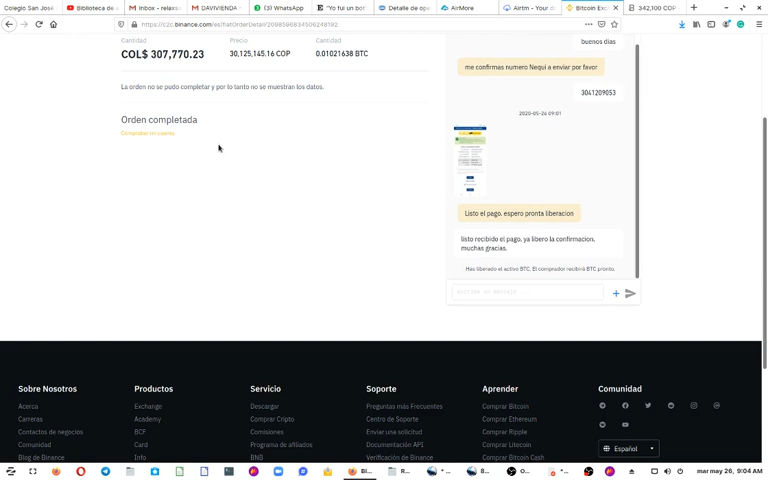 Colegio San José
Biblioteca de
Inbox - relaxs
DAVIVIENDA -
(3) WhatsApp
"Yo fui un bot
Detalle de ope
AirMore
Airtm - Your d
Bitcoin Exc
342,100 COP
https://c2c.binance.com/es/fiatOrderDetail?
Cantidad
Precio
Cantidad
COL$ 307,770.23
30,125,145.16 COP
0.01021638 BTC
La orden no se pudo completar y por lo tanto no se muestran los datos.
Orden completada
Comprobar mi cuenta
buenos dias
me confirmas numero Nequi a enviar por favor
3041209053
2020-05-26 09:01
Listo el pago. espero pronta liberacion
listo recibido el pago. ya libero la confirmacion.
muchas gracias.
Has liberado el activo BTC. El comprador recibirá BTC pronto.
escribe un mensaje ...
Sobre Nosotros
Productos
Servicio
Soporte
Aprender
Comunidad
Acerca
Exchange
Descargar
Preguntas más Frecuentes
Comprar Bitcoin
Carreras
Academy
Compra Cripto
Centro de Soporte
Comprar Ethereum
Contactos de negocios
BCF
Comisiones
Enviar una solicitud
Comprar Ripple
Comunidad
Card
Programa de afiliados
Documentación API
Comprar Litecoin
Español
Blog de Binance
Info
BNB
Verificación de Binance
Comprar Bitcoin Cash
Bi...
R...
8...
O...
mar may 26, 9:04 AM